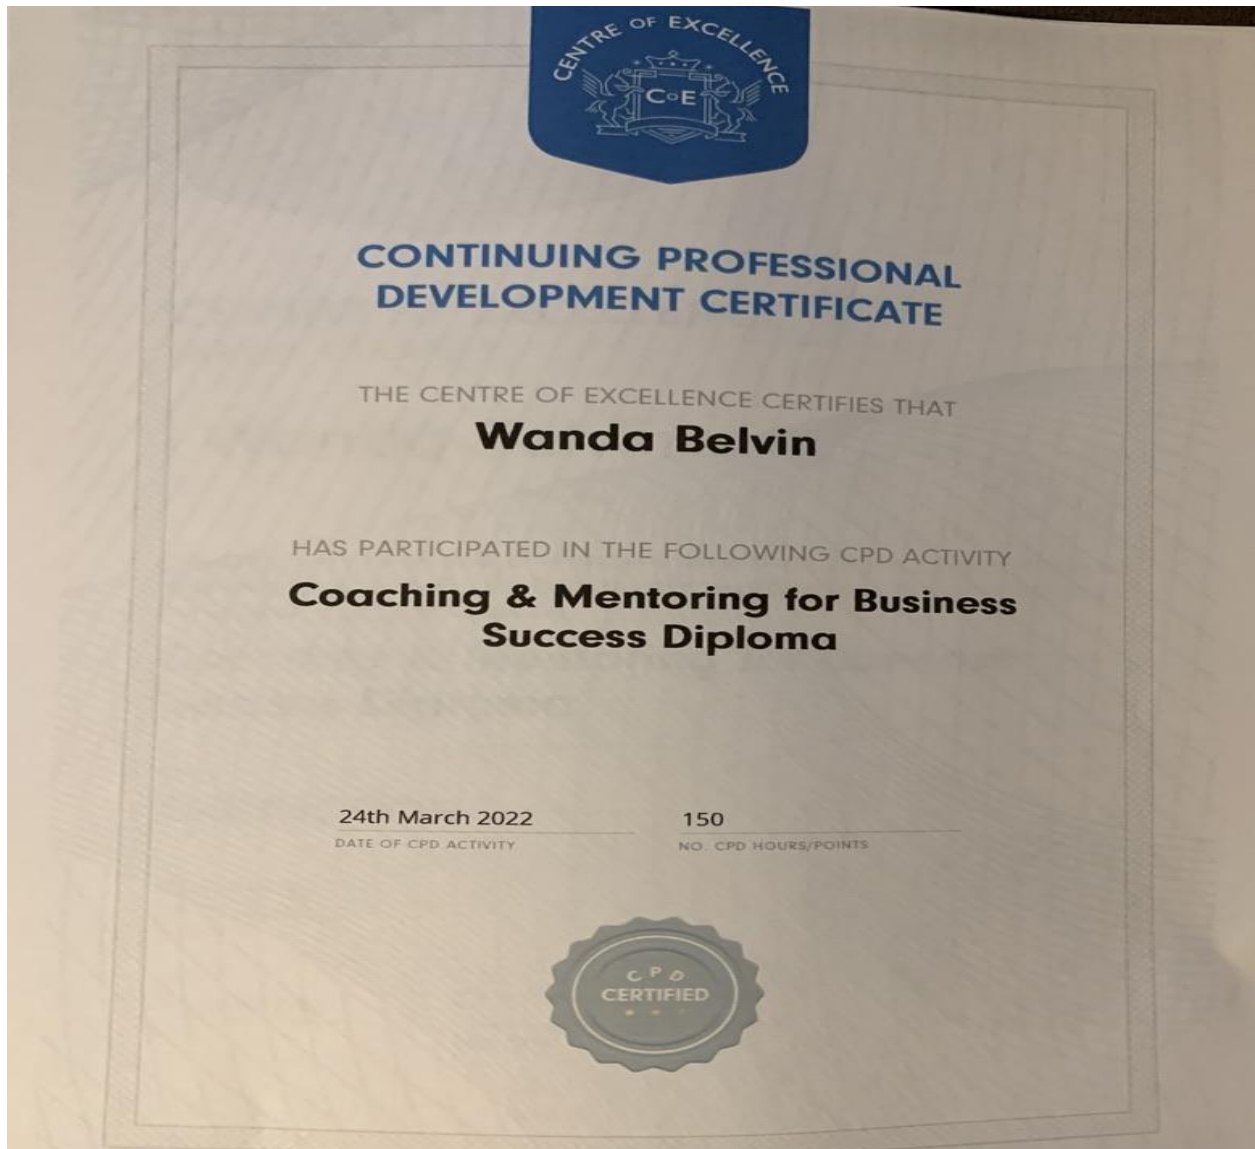 CENTRE OF EXCELLENCE
C∘E
CONTINUING PROFESSIONAL
DEVELOPMENT CERTIFICATE
THE CENTRE OF EXCELLENCE CERTIFIES THAT
Wanda Belvin
HAS PARTICIPATED IN THE FOLLOWING CPD ACTIVITY
Coaching & Mentoring for Business
Success Diploma
24th March 2022 150
DATE OF CPD ACTIVITY NO. CPD HOURS/POINTS
CPD
CERTIFIED